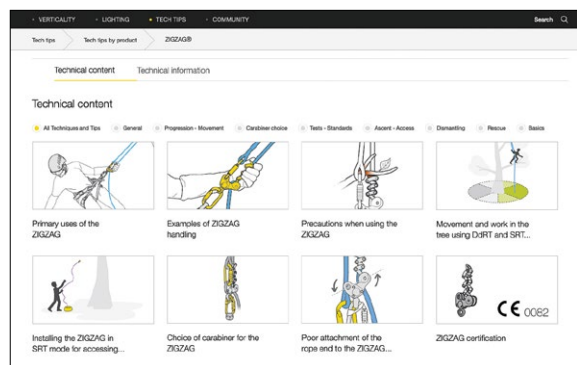 VERTICALITY LIGHTING TECH TIPS COMMUNITY Search
Tech tips Tech tips by product ZIGZAG®
Technical content Technical information
Technical content
All Techniques and Tips General Progression - Movement Carabiner choice Tests - Standards Ascent - Access Dismantling Rescue Basics
Primary uses of the
ZIGZAG
Examples of ZIGZAG
handling
Precautions when using the
ZIGZAG
Movement and work in the
tree using DdRT and SRT...
Installing the ZIGZAG in
SRT mode for accessing...
Choice of carabiner for the
ZIGZAG
Poor attachment of the
rope end to the ZIGZAG...
CE 0082
ZIGZAG certification